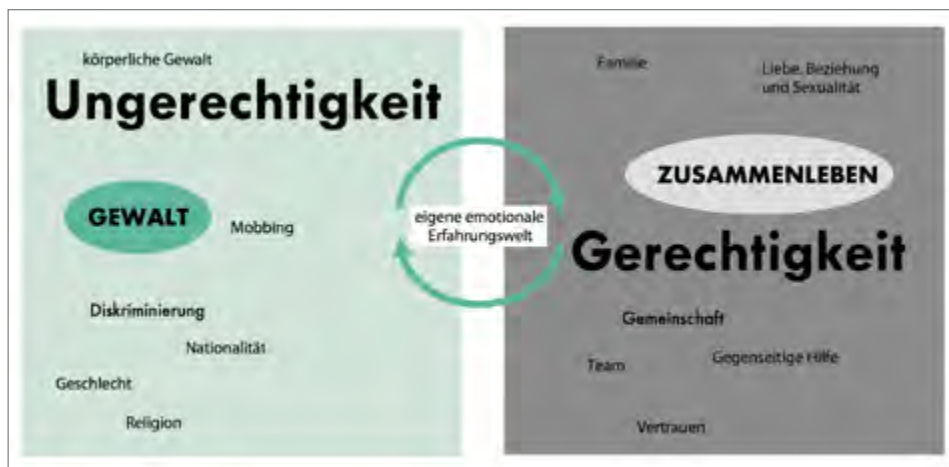 körperliche Gewalt
Ungerechtigkeit
GEWALT
Mobbing
Diskriminierung
Nationalität
Geschlecht
Religion
eigene emotionale
Erfahrungswelt
Familie
Liebe, Beziehung
und Sexualität
ZUSAMMENLEBEN
Gerechtigkeit
Gemeinschaft
Team
Gegenseitige Hilfe
Vertrauen